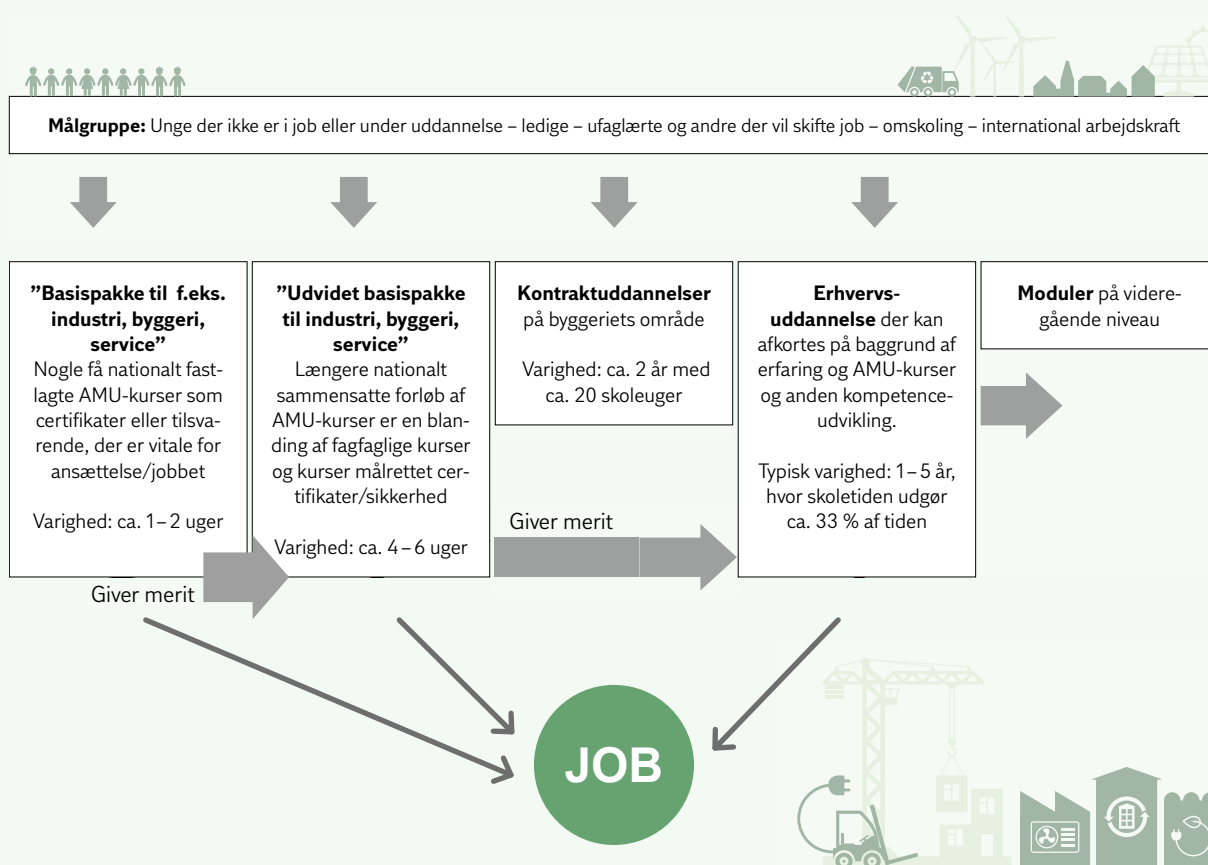 Målgruppe: Unge der ikke er i job eller under uddannelse – ledige – ufaglærte og andre der vil skifte job – omskoling – international arbejdskraft
”Basispakke til f.eks.
industri, byggeri,
service”
Nogle få nationalt fast-
lagte AMU-kurser som
certifikater eller tilsva-
rende, der er vitale for
ansættelse/jobbet
Varighed: ca. 1–2 uger
”Udvidet basispakke
til industri, byggeri,
service”
Længere nationalt
sammensatte forløb af
AMU-kurser er en blan-
ding af fagfaglige kurser
og kurser målrettet cer-
tifikater/sikkerhed
Varighed: ca. 4–6 uger
Kontraktuddannelser
på byggeriets område
Varighed: ca. 2 år med
ca. 20 skoleuger
Erhvervs-
uddannelse der kan
afkortes på baggrund af
erfaring og AMU-kurser
og anden kompetence-
udvikling.
Typisk varighed: 1–5 år,
hvor skoletiden udgør
ca. 33 % af tiden
Moduler på videre-
gående niveau
Giver merit
Giver merit
JOB